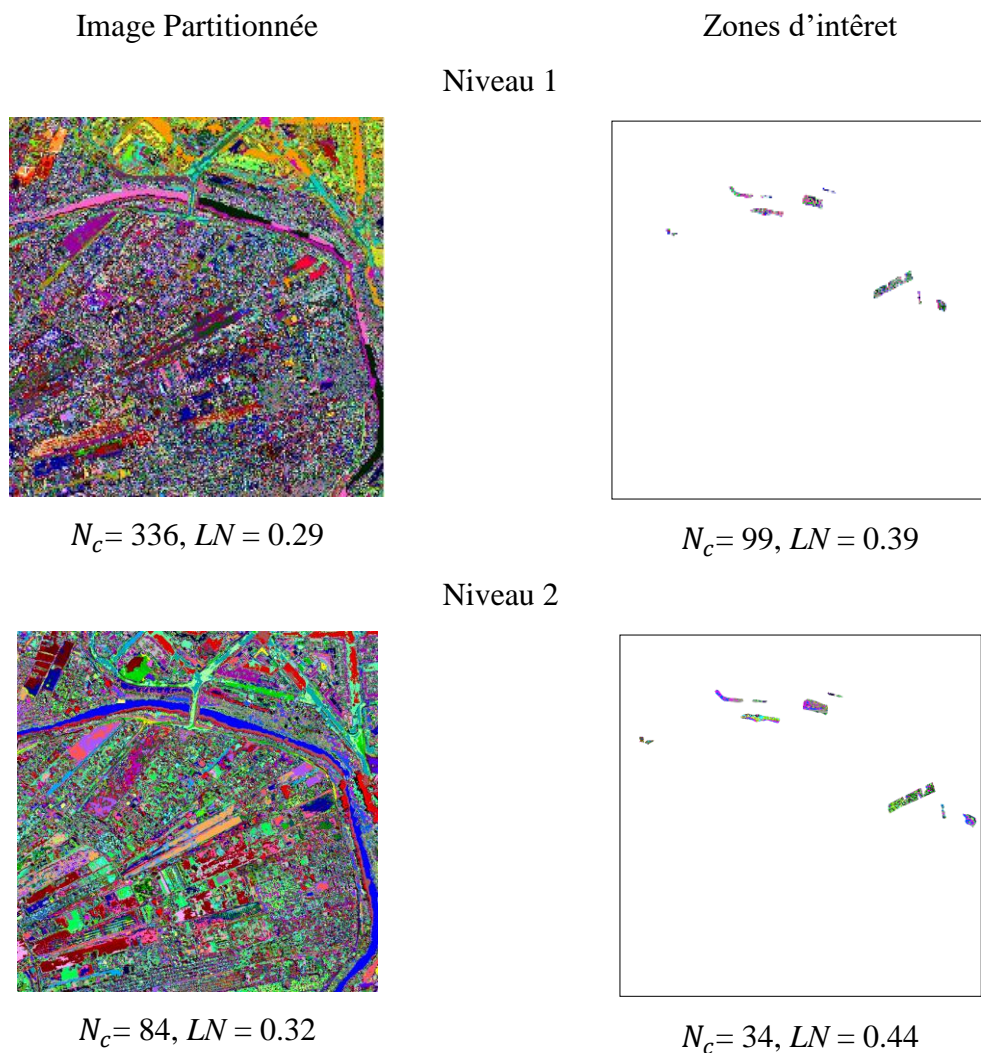 Image Partitionnée
Zones d’intêret
Niveau 1
N_c= 336, LN = 0.29
N_c= 99, LN = 0.39
Niveau 2
N_c= 84, LN = 0.32
N_c= 34, LN = 0.44